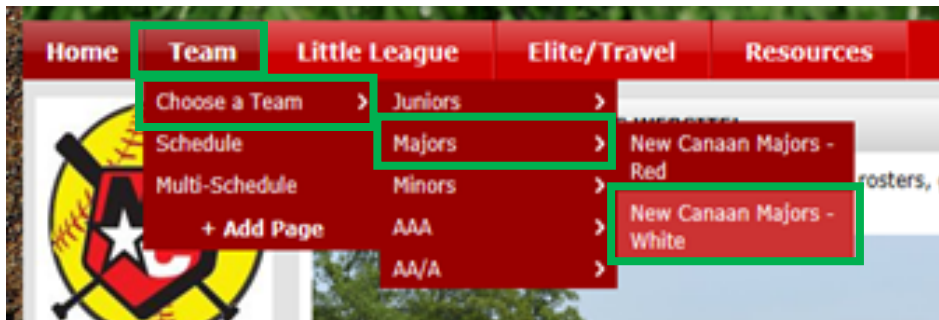 Home Team Little League Elite/Travel Resources
Choose a Team > Juniors >
WEBSITE!
Schedule Majors > New Canaan Majors -
Red
Multi-Schedule Minors > rosters,
+ Add Page AAA > New Canaan Majors -
White
AA/A >